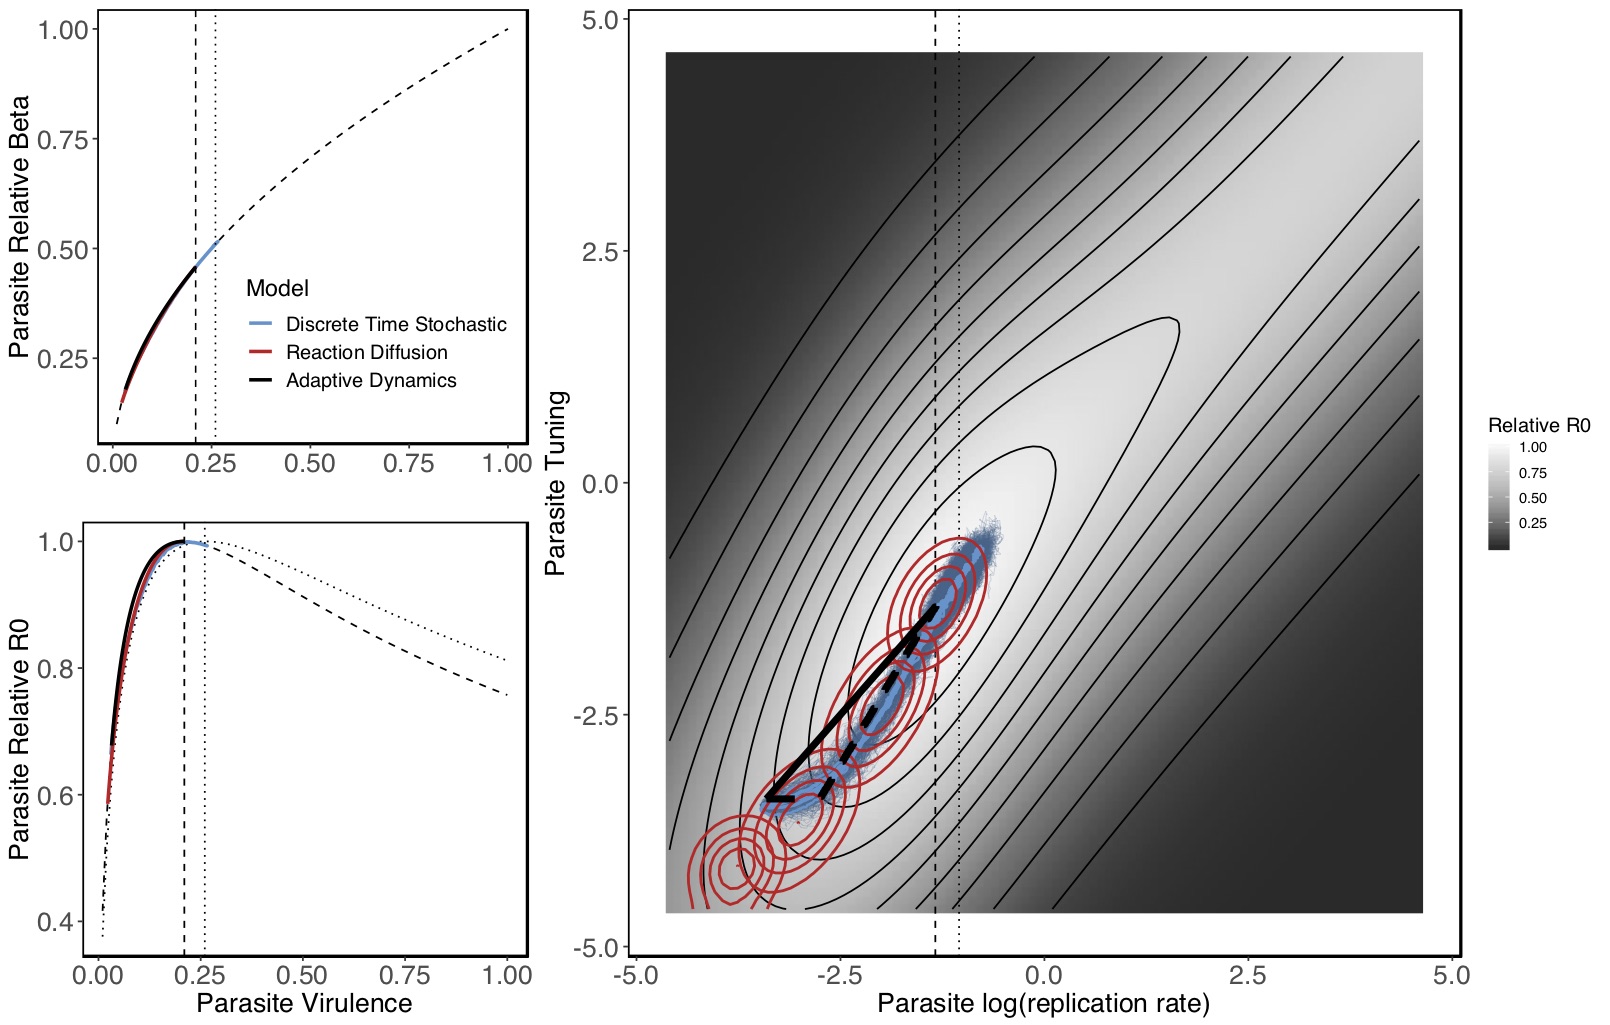 Parasite Relative Beta
1.00
0.75
0.50
0.25
Model
Discrete Time Stochastic
Reaction Diffusion
Adaptive Dynamics
0.00 0.25 0.50 0.75 1.00
Parasite Relative R0
1.0
0.8
0.6
0.4
0.00 0.25 0.50 0.75 1.00
Parasite Virulence
Parasite Tuning
5.0
2.5
0.0
-2.5
-5.0
-5.0 -2.5 0.0 2.5 5.0
Parasite log(replication rate)
Relative R0
1.00
0.75
0.50
0.25